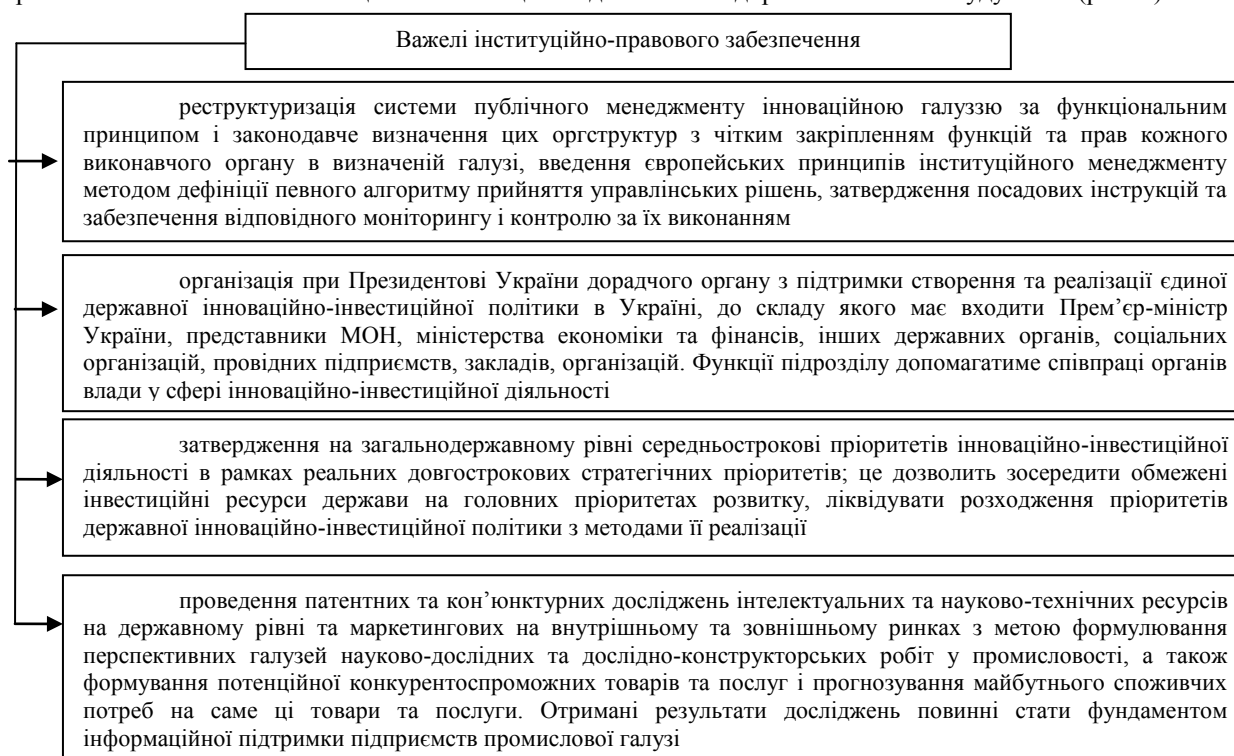 Важелі інституційно-правового забезпечення
реструктуризація системи публічного менеджменту інноваційною галуззю за функціональним
принципом і законодавче визначення цих оргструктур з чітким закріпленням функцій та прав кожного
виконавчого органу в визначеній галузі, введення європейських принципів інституційного менеджменту
методом дефініції певного алгоритму прийняття управлінських рішень, затвердження посадових інструкцій та
забезпечення відповідного моніторингу і контролю за їх виконанням
організація при Президентові України дорадчого органу з підтримки створення та реалізації єдиної
державної інноваційно-інвестиційної політики в Україні, до складу якого має входити Прем’єр-міністр
України, представники МОН, міністерства економіки та фінансів, інших державних органів, соціальних
організацій, провідних підприємств, закладів, організацій. Функції підрозділу допомагатиме співпраці органів
влади у сфері інноваційно-інвестиційної діяльності
затвердження на загальнодержавному рівні середньострокові пріоритетів інноваційно-інвестиційної
діяльності в рамках реальних довгострокових стратегічних пріоритетів; це дозволить зосередити обмежені
інвестиційні ресурси держави на головних пріоритетах розвитку, ліквідувати розходження пріоритетів
державної інноваційно-інвестиційної політики з методами її реалізації
проведення патентних та кон’юнктурних досліджень інтелектуальних та науково-технічних ресурсів
на державному рівні та маркетингових на внутрішньому та зовнішньому ринках з метою формулювання
перспективних галузей науково-дослідних та дослідно-конструкторських робіт у промисловості, а також
формування потенційної конкурентоспроможних товарів та послуг і прогнозування майбутнього споживчих
потреб на саме ці товари та послуги. Отримані результати досліджень повинні стати фундаментом
інформаційної підтримки підприємств промислової галузі